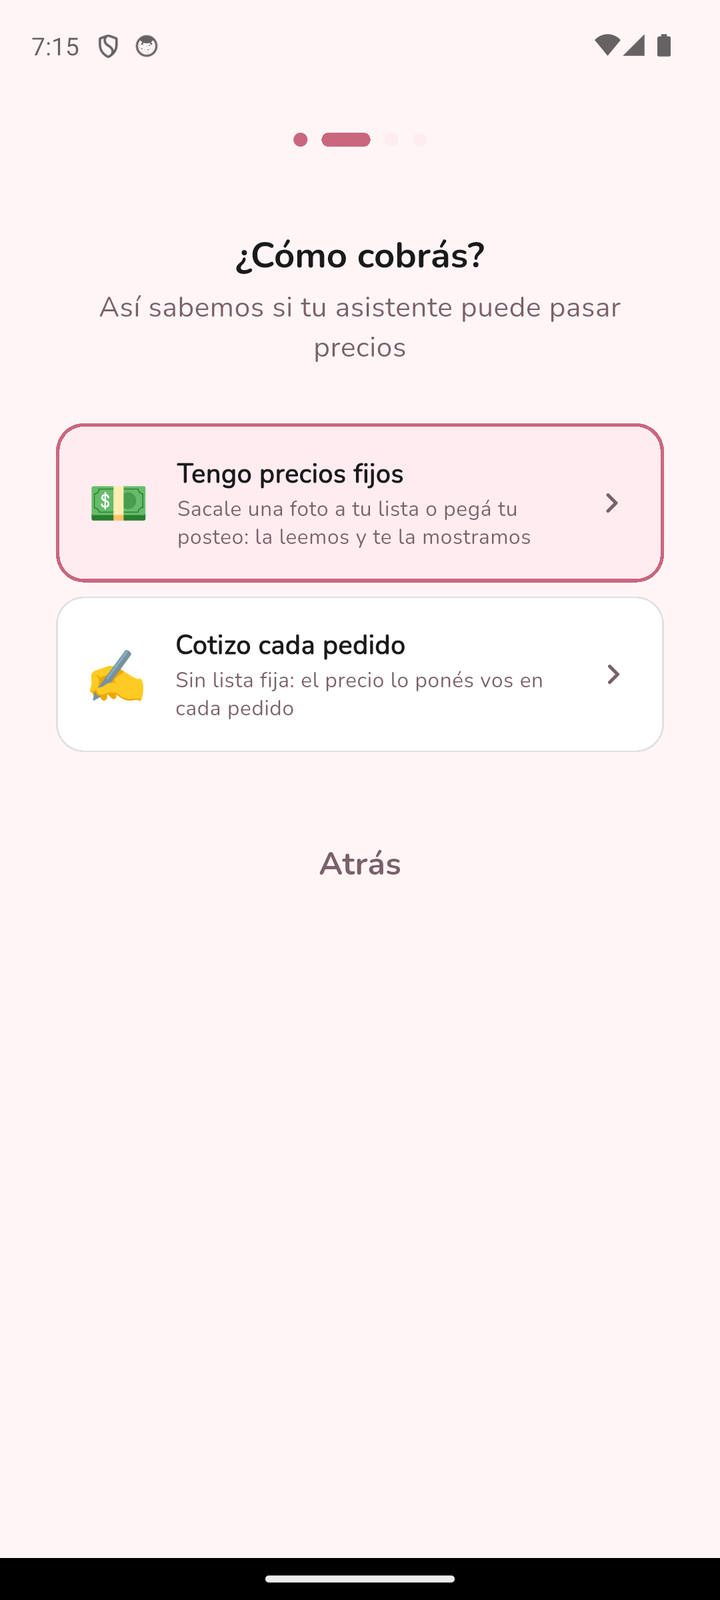 7:15
¿Cómo cobrás?
Así sabemos si tu asistente puede pasar
precios
Tengo precios fijos
Sacale una foto a tu lista o pegá tu
posteo: la leemos y te la mostramos
Cotizo cada pedido
Sin lista fija: el precio lo ponés vos en
cada pedido
Atrás